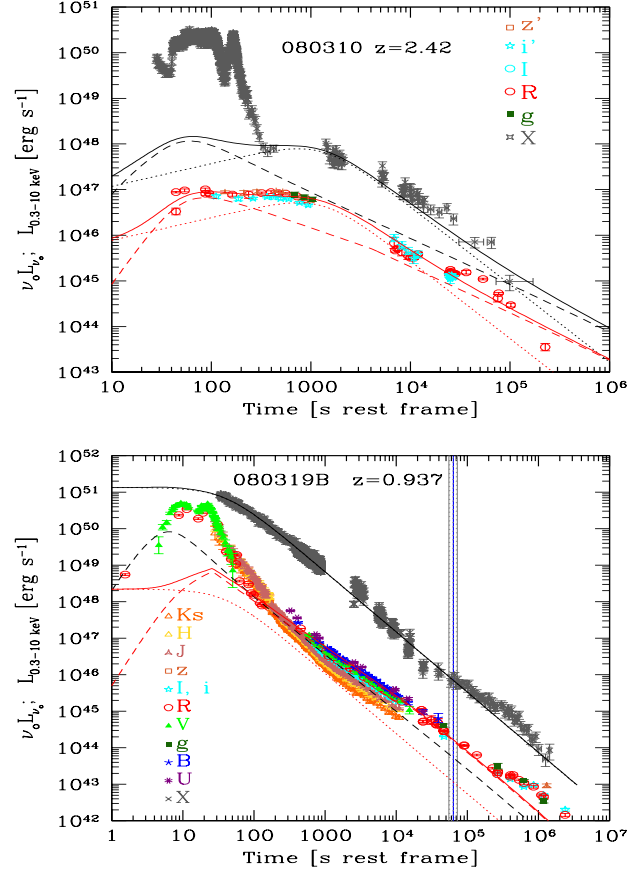 10^51
10^50
10^49
10^48
10^47
10^46
10^45
10^44
10^43
ν₀L_ν₀; L_0.3–10 keV [erg s⁻¹]
080310 z=2.42
z'
i'
I
R
g
X
10 100 1000 10^4 10^5 10^6
Time [s rest frame]
10^52
10^51
10^50
10^49
10^48
10^47
10^46
10^45
10^44
10^43
10^42
ν₀L_ν₀; L_0.3–10 keV [erg s⁻¹]
080319B z=0.937
Ks
H
J
z
I, i
R
V
g
B
U
X
1 10 100 1000 10^4 10^5 10^6 10^7
Time [s rest frame]